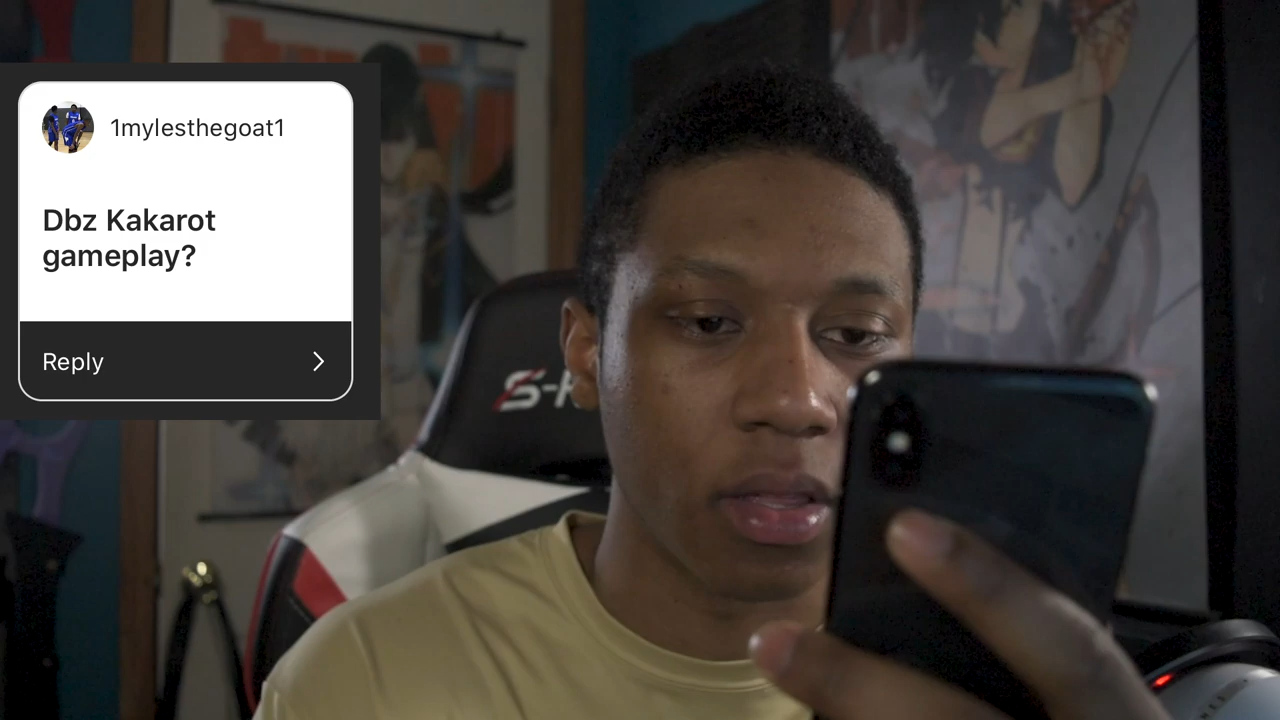 1mylesthegoat1
Dbz Kakarot
gameplay?
Reply
S-